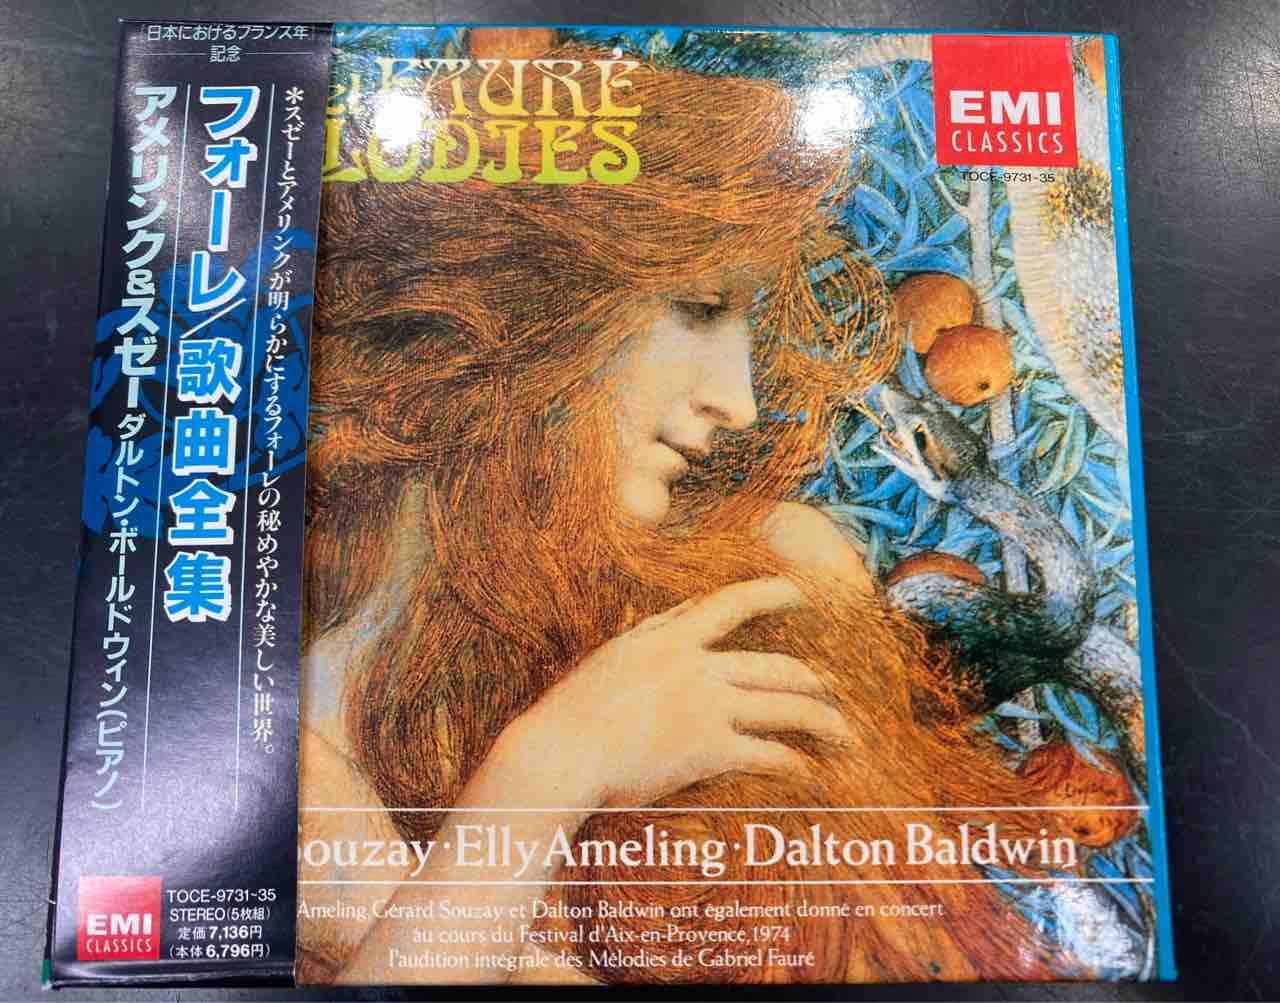 「日本におけるフランス年」
記念
*スゼーとアメリンクが明らかにするフォーレの秘めやかな美しい世界。
フォーレ/歌曲全集
アメリンク&スゼー ダルトン・ボールドウィン(ピアノ)
EMI
CLASSICS
TOCE-9731~35
STEREO(5枚組)
定価7,136円
(本体6,796円)
FAURÉ
LODIES
EMI
CLASSICS
TOCE-9731-35
ouzay·Elly Ameling·Dalton Baldwin
Ameling, Gérard Souzay et Dalton Baldwin ont également donné en concert
au cours du Festival d'Aix-en-Provence, 1974
l'audition intégrale des Mélodies de Gabriel Fauré